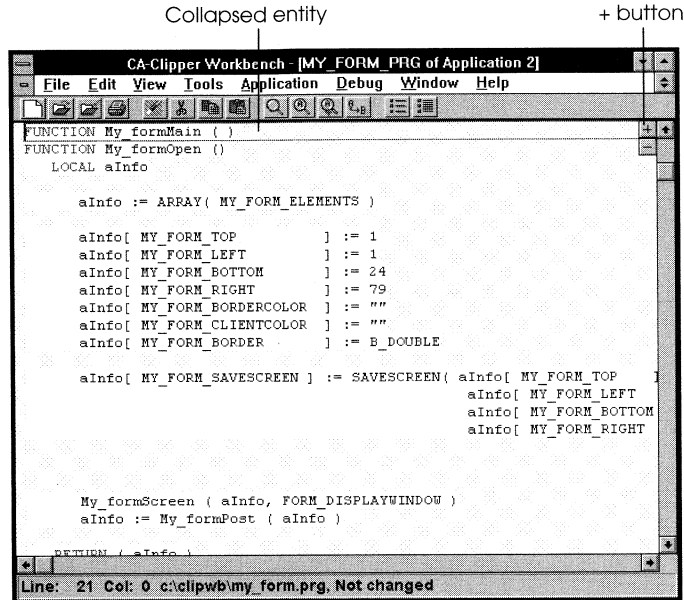 Collapsed entity + button
CA-Clipper Workbench - [MY_FORM_PRG of Application 2]
File Edit View Tools Application Debug Window Help
FUNCTION My_formMain ( )
FUNCTION My_formOpen ()
LOCAL aInfo
aInfo := ARRAY( MY_FORM_ELEMENTS )
aInfo[ MY_FORM_TOP ] := 1
aInfo[ MY_FORM_LEFT ] := 1
aInfo[ MY_FORM_BOTTOM ] := 24
aInfo[ MY_FORM_RIGHT ] := 79
aInfo[ MY_FORM_BORDERCOLOR ] := ""
aInfo[ MY_FORM_CLIENTCOLOR ] := ""
aInfo[ MY_FORM_BORDER ] := B_DOUBLE
aInfo[ MY_FORM_SAVESCREEN ] := SAVESCREEN( aInfo[ MY_FORM_TOP ]
aInfo[ MY_FORM_LEFT
aInfo[ MY_FORM_BOTTOM
aInfo[ MY_FORM_RIGHT
My_formScreen ( aInfo, FORM_DISPLAYWINDOW )
aInfo := My_formPost ( aInfo )
RETURN ( aInfo )
Line: 21 Col: 0 c:\clipwb\my_form.prg, Not changed